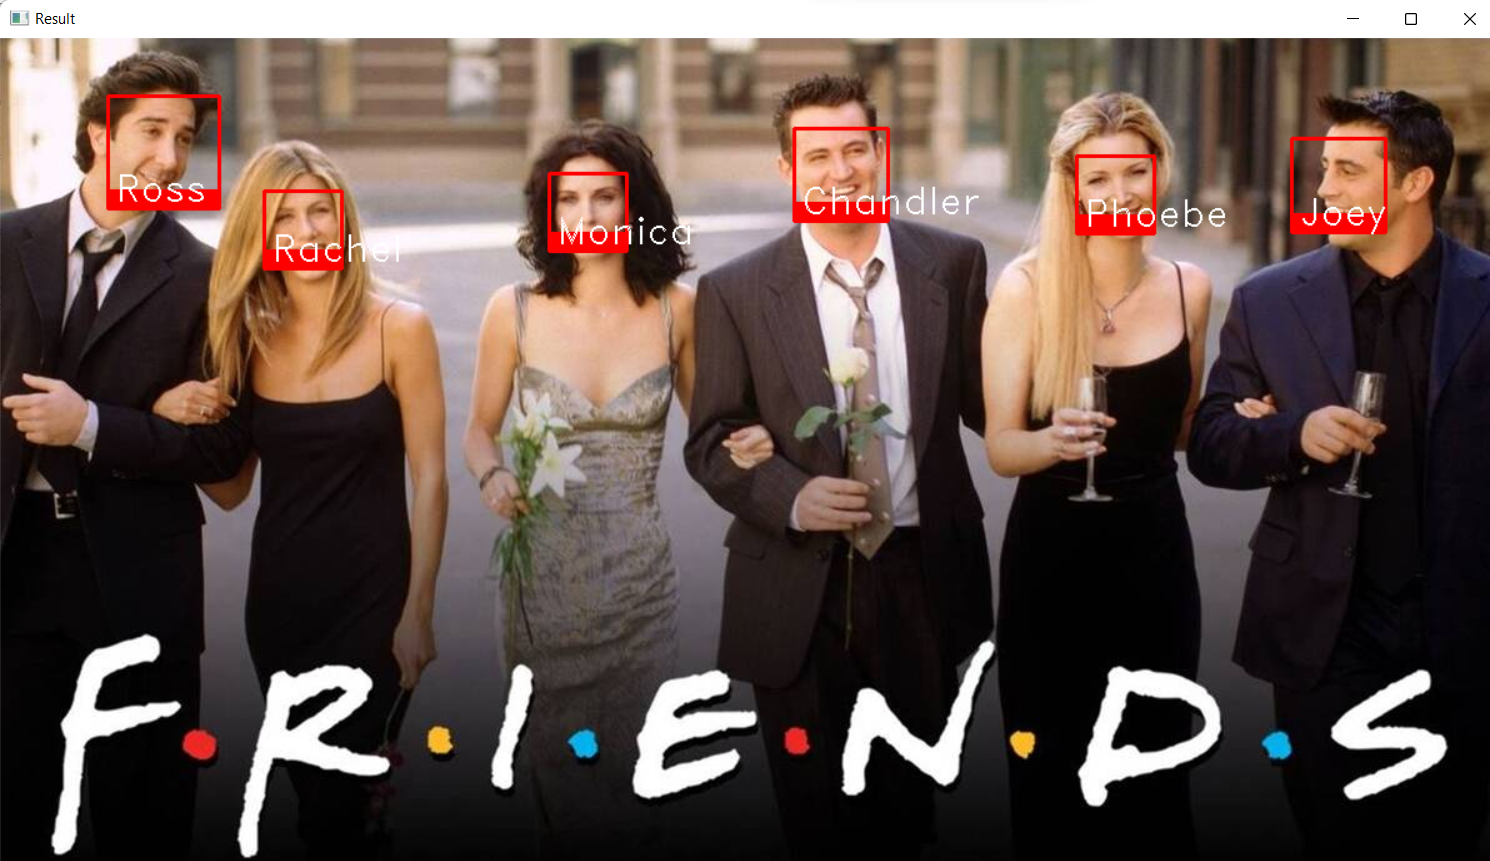 Result
Ross
Rachel
Monica
Chandler
Phoebe
Joey
F·R·I·E·N·D·S